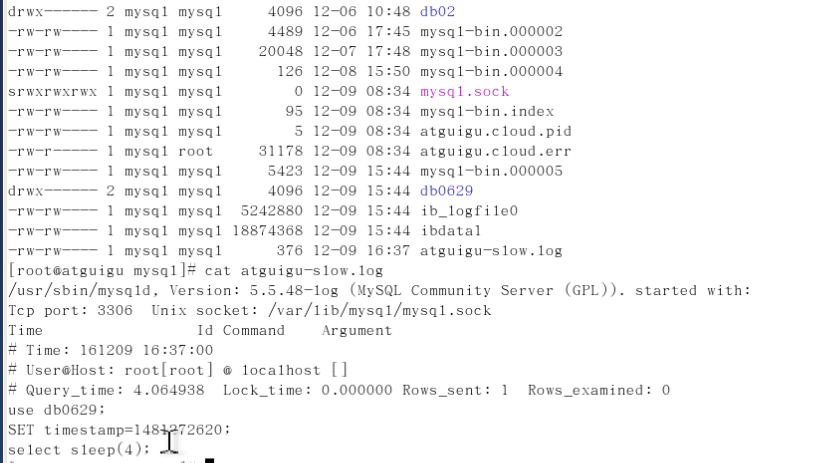 drwx------ 2 mysql mysql     4096 12-06 10:48 db02
-rw-rw---- 1 mysql mysql     4489 12-06 17:45 mysql-bin.000002
-rw-rw---- 1 mysql mysql    20048 12-07 17:48 mysql-bin.000003
-rw-rw---- 1 mysql mysql      126 12-08 15:50 mysql-bin.000004
srwxrwxrwx 1 mysql mysql        0 12-09 08:34 mysql.sock
-rw-rw---- 1 mysql mysql       95 12-09 08:34 mysql-bin.index
-rw-rw---- 1 mysql mysql        5 12-09 08:34 atguigu.cloud.pid
-rw-r----- 1 mysql root     31178 12-09 08:34 atguigu.cloud.err
-rw-rw---- 1 mysql mysql     5423 12-09 15:44 mysql-bin.000005
drwx------ 2 mysql mysql     4096 12-09 15:44 db0629
-rw-rw---- 1 mysql mysql  5242880 12-09 15:44 ib_logfile0
-rw-rw---- 1 mysql mysql 18874368 12-09 15:44 ibdata1
-rw-rw---- 1 mysql mysql      376 12-09 16:37 atguigu-slow.log
[root@atguigu mysql]# cat atguigu-slow.log
/usr/sbin/mysqld, Version: 5.5.48-log (MySQL Community Server (GPL)). started with:
Tcp port: 3306  Unix socket: /var/lib/mysql/mysql.sock
Time                 Id Command    Argument
# Time: 161209 16:37:00
# User@Host: root[root] @ localhost []
# Query_time: 4.064938  Lock_time: 0.000000 Rows_sent: 1  Rows_examined: 0
use db0629;
SET timestamp=1481272620;
select sleep(4);